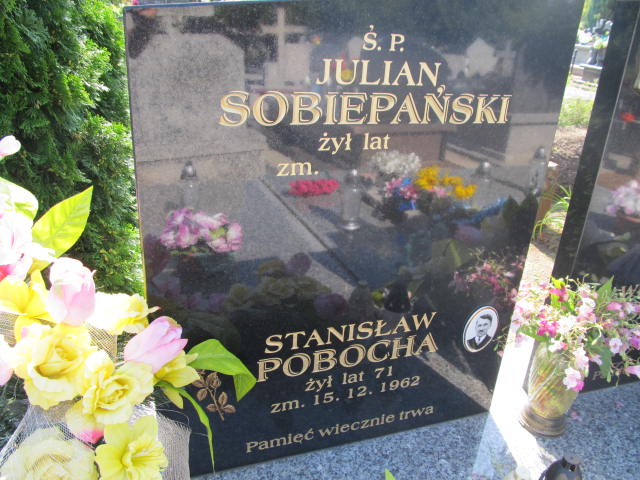 Ś. P.
JULIAN
SOBIEPAŃSKI
żył lat
zm.
STANISŁAW
POBOCHA
żył lat 71
zm. 15. 12. 1962
Pamięć wiecznie trwa